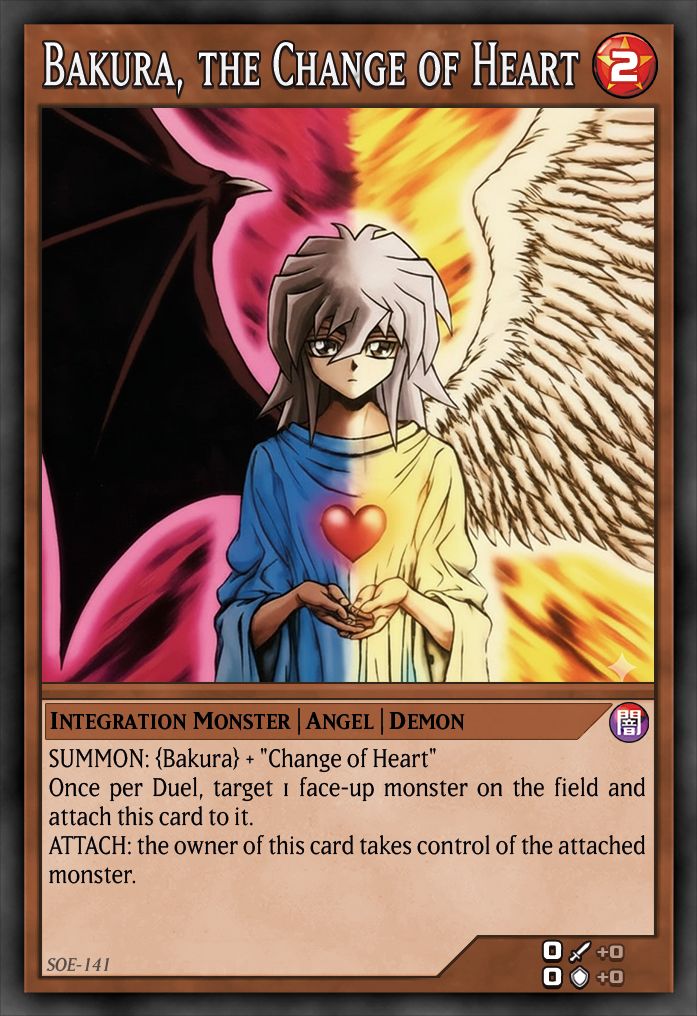 BAKURA, THE CHANGE OF HEART 2
INTEGRATION MONSTER | ANGEL | DEMON 闇
SUMMON: {Bakura} + "Change of Heart"
Once per Duel, target 1 face-up monster on the field and
attach this card to it.
ATTACH: the owner of this card takes control of the attached
monster.
0 +0
SOE-141
0 +0